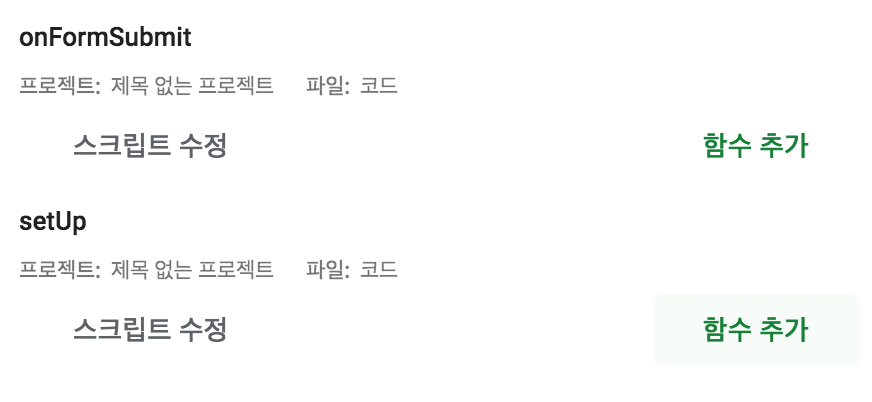 onFormSubmit
프로젝트: 제목 없는 프로젝트 파일: 코드
스크립트 수정 함수 추가
setUp
프로젝트: 제목 없는 프로젝트 파일: 코드
스크립트 수정 함수 추가